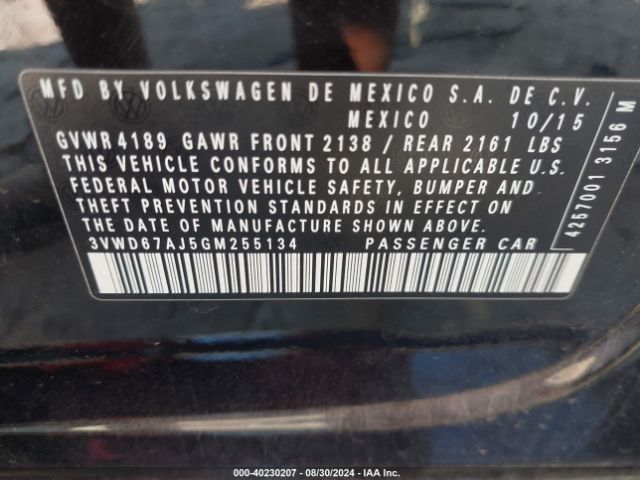 MFD BY VOLKSWAGEN DE MEXICO S.A. DE C.V.
MEXICO 10/15
GVWR 4189 GAWR FRONT 2138 / REAR 2161 LBS
THIS VEHICLE CONFORMS TO ALL APPLICABLE U.S.
FEDERAL MOTOR VEHICLE SAFETY, BUMPER AND
THEFT PREVENTION STANDARDS IN EFFECT ON
THE DATE OF MANUFACTURE SHOWN ABOVE.
3VWD67AJ5GM255134 PASSENGER CAR
4257001 3156 M
000-40230207 - 08/30/2024 - IAA Inc.